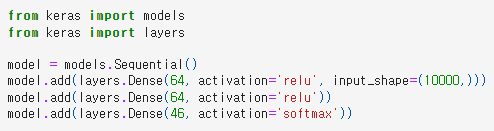 from keras import models
from keras import layers

model = models.Sequential()
model.add(layers.Dense(64, activation='relu', input_shape=(10000,)))
model.add(layers.Dense(64, activation='relu'))
model.add(layers.Dense(46, activation='softmax'))